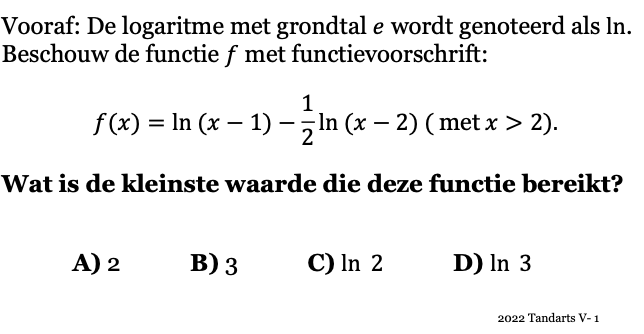 Vooraf: De logaritme met grondtal e wordt genoteerd als ln.
Beschouw de functie f met functievoorschrift:
f(x) = ln (x − 1) − 1/2 ln (x − 2) ( met x > 2).
Wat is de kleinste waarde die deze functie bereikt?
A) 2 B) 3 C) ln 2 D) ln 3
2022 Tandarts V- 1